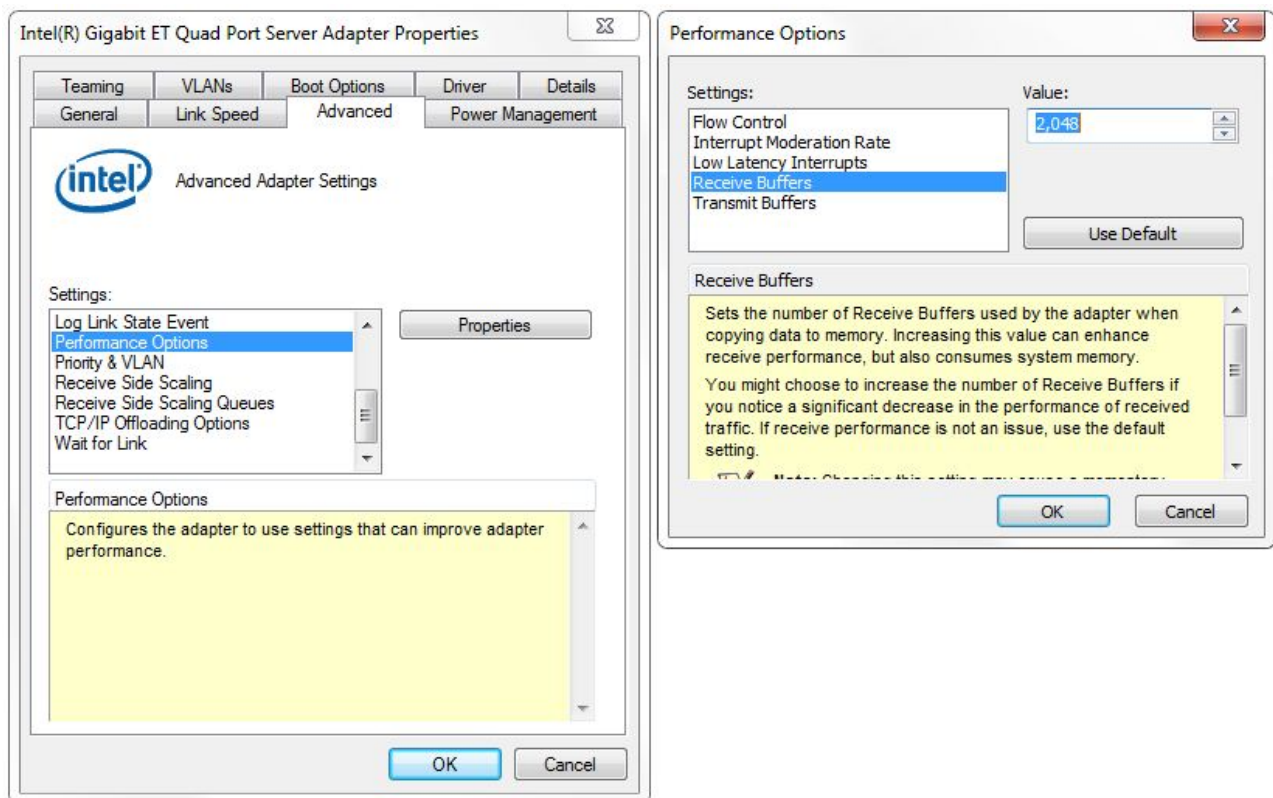 Intel(R) Gigabit ET Quad Port Server Adapter Properties
Teaming
VLANs
Boot Options
Driver
Details
General
Link Speed
Advanced
Power Management
intel
Advanced Adapter Settings
Settings:
Log Link State Event
Performance Options
Priority & VLAN
Receive Side Scaling
Receive Side Scaling Queues
TCP/IP Offloading Options
Wait for Link
Properties
Performance Options
Configures the adapter to use settings that can improve adapter
performance.
OK
Cancel
Performance Options
Settings:
Flow Control
Interrupt Moderation Rate
Low Latency Interrupts
Receive Buffers
Transmit Buffers
Value:
2,048
Use Default
Receive Buffers
Sets the number of Receive Buffers used by the adapter when
copying data to memory. Increasing this value can enhance
receive performance, but also consumes system memory.
You might choose to increase the number of Receive Buffers if
you notice a significant decrease in the performance of received
traffic. If receive performance is not an issue, use the default
setting.
Note: Changing this setting may cause a momentary
OK
Cancel